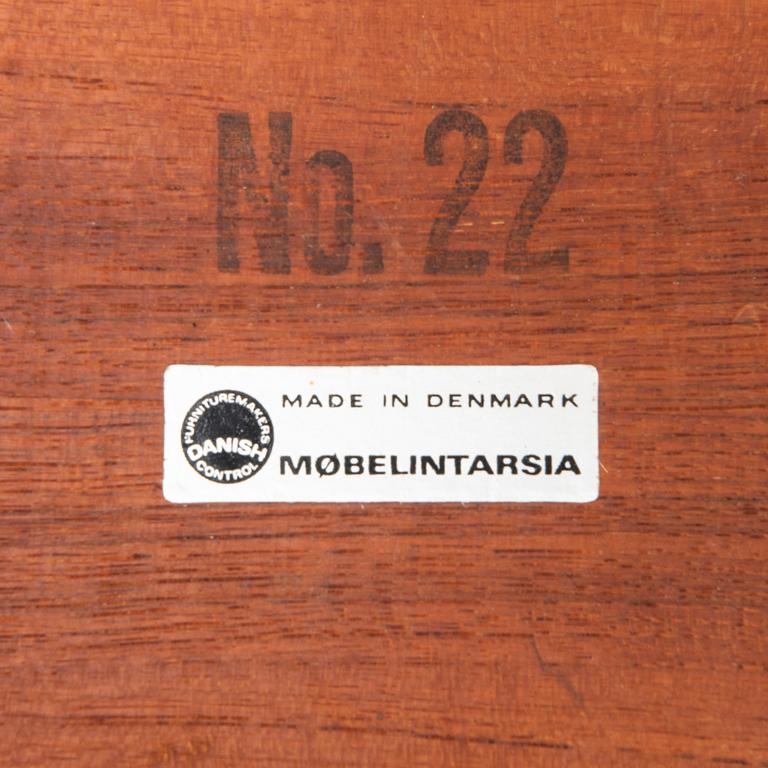 No. 22
MADE IN DENMARK
MØBELINTARSIA
FURNITUREMAKERS
DANISH
CONTROL